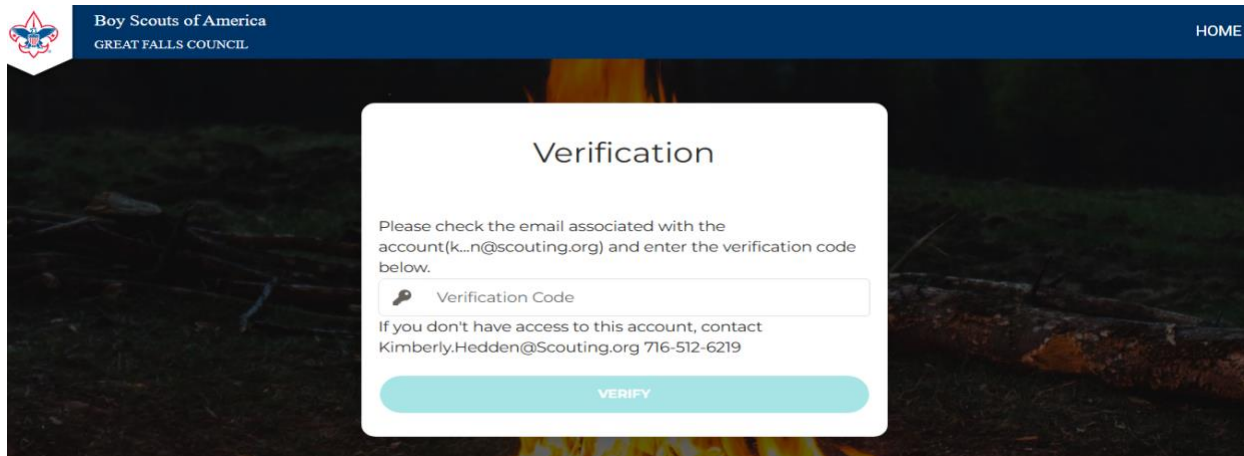 Boy Scouts of America
GREAT FALLS COUNCIL
HOME
Verification
Please check the email associated with the
account(k...n@scouting.org) and enter the verification code
below.
Verification Code
If you don't have access to this account, contact
Kimberly.Hedden@Scouting.org 716-512-6219
VERIFY